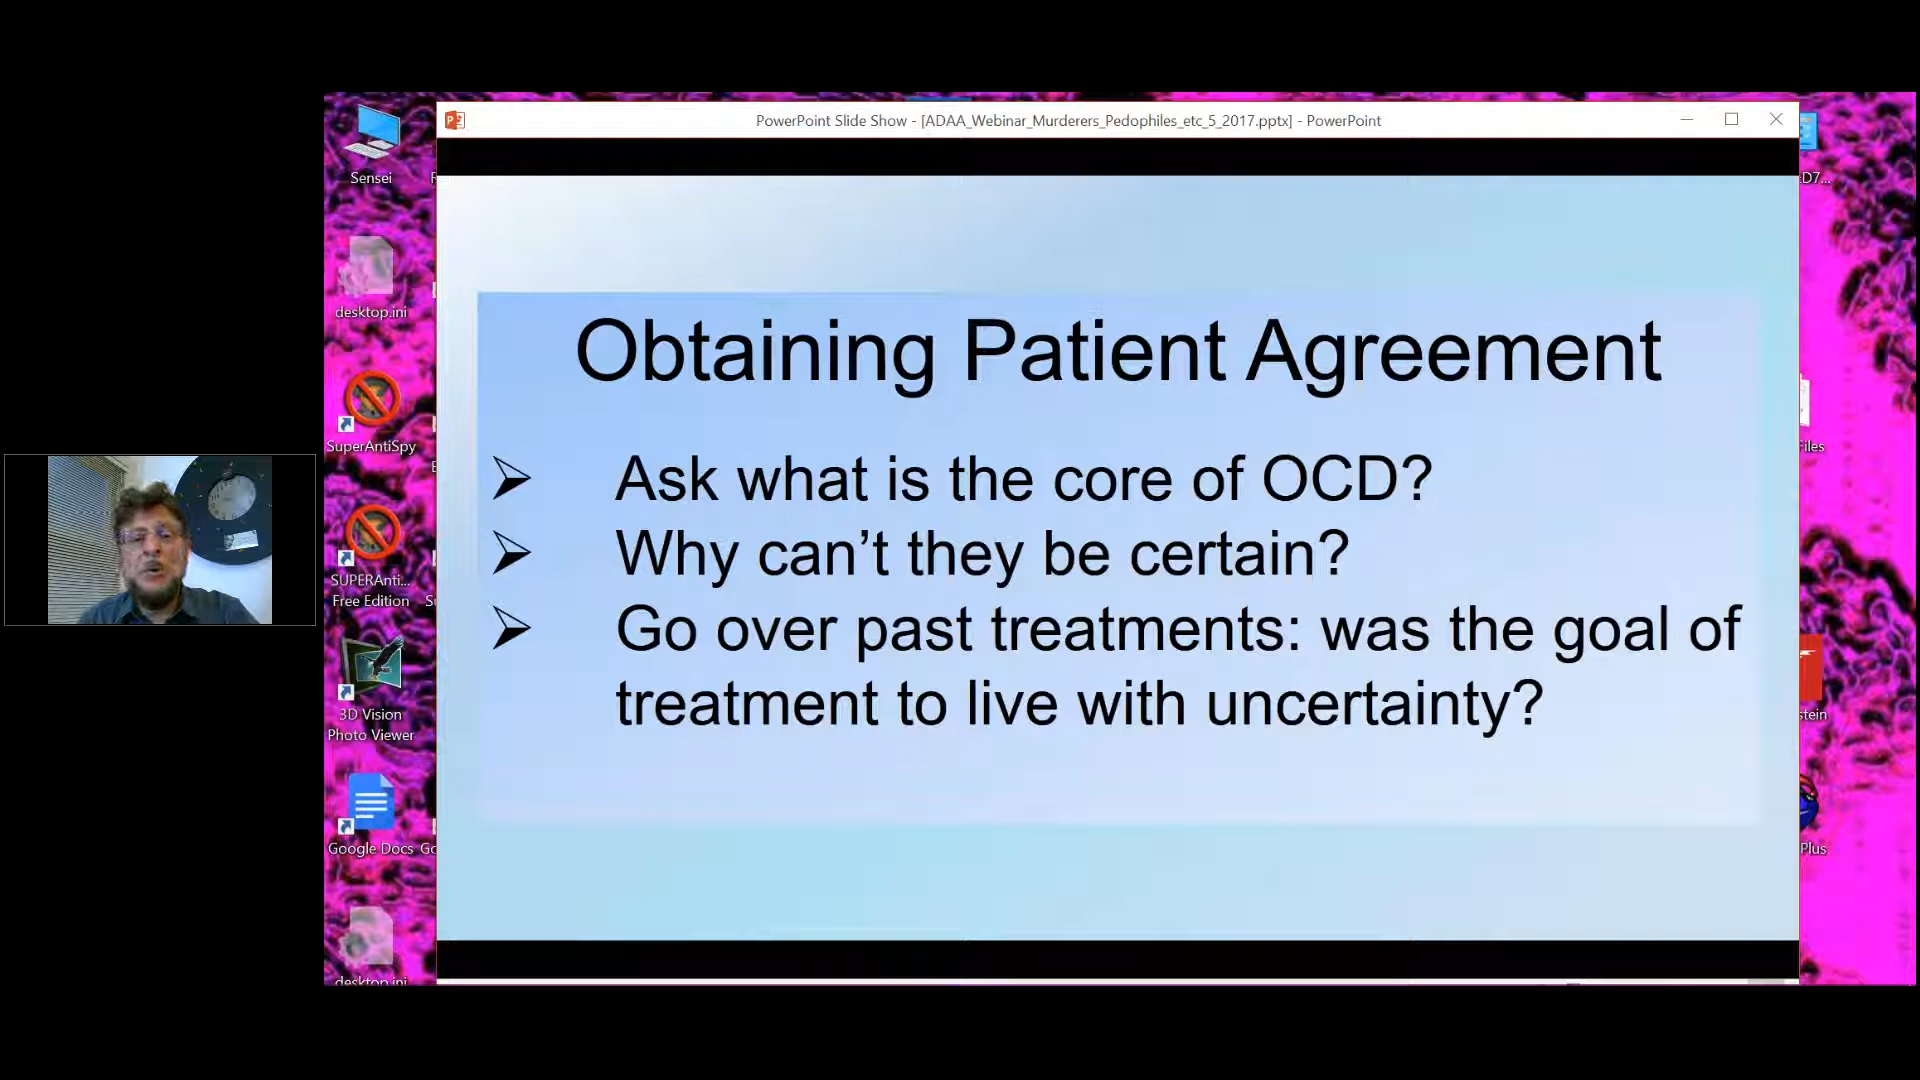 PowerPoint Slide Show - [ADAA_Webinar_Murderers_Pedophiles_etc_5_2017.pptx] - PowerPoint
Obtaining Patient Agreement
Ask what is the core of OCD?
Why can't they be certain?
Go over past treatments: was the goal of
treatment to live with uncertainty?
Sensei
desktop.ini
SuperAntiSpy
SUPERAnti...
Free Edition
3D Vision
Photo Viewer
Google Docs
desktop.ini
Plus